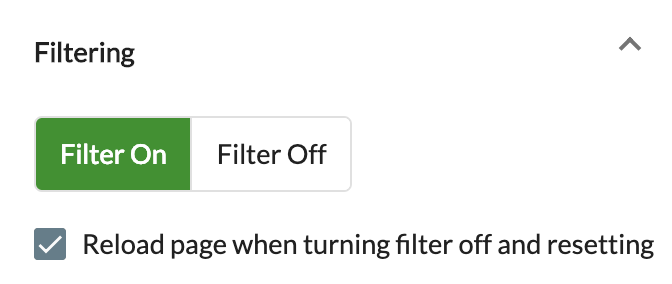 Filtering
Filter On Filter Off
Reload page when turning filter off and resetting